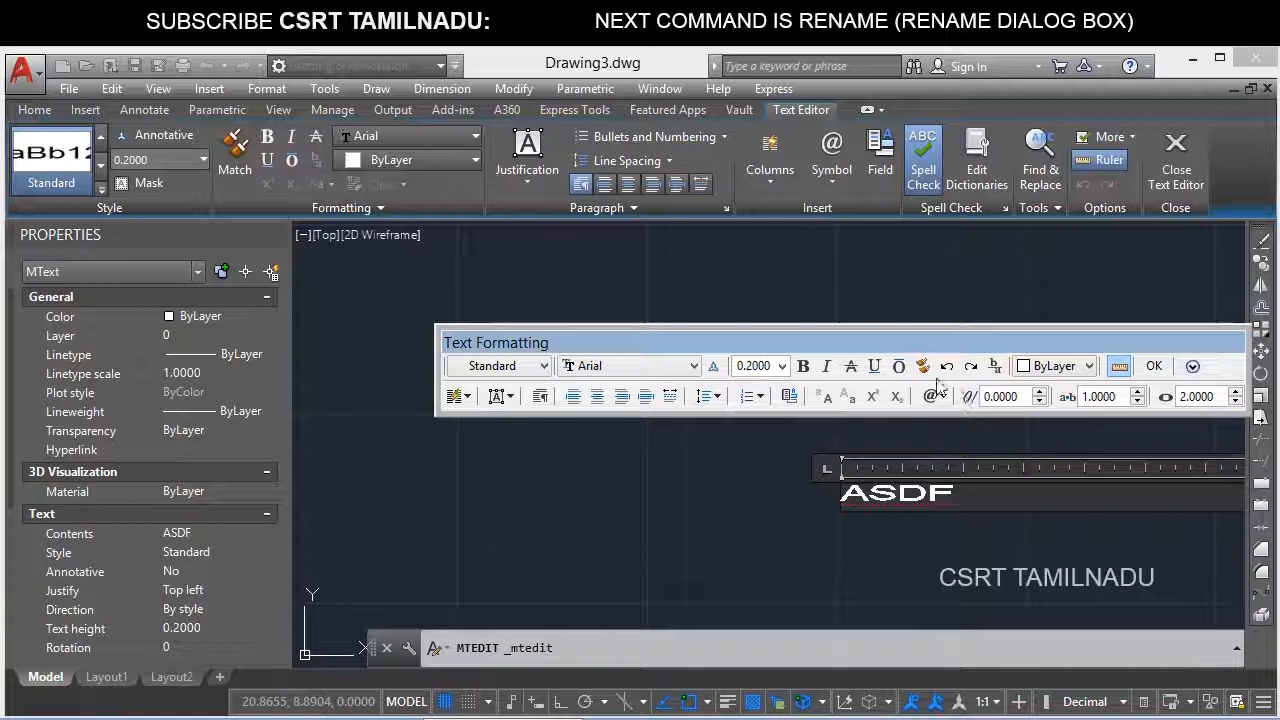 SUBSCRIBE CSRT TAMILNADU: NEXT COMMAND IS RENAME (RENAME DIALOG BOX)
Drawing3.dwg Type a keyword or phrase Sign In
File Edit View Insert Format Tools Draw Dimension Modify Parametric Window Help Express
Home Insert Annotate Parametric View Manage Output Add-ins A360 Express Tools Featured Apps Vault Text Editor
Annotative Arial Bullets and Numbering ABC More
0.2000 ByLayer Line Spacing Ruler
Match Justification Columns Symbol Field Spell Check Edit Dictionaries Find & Replace Close Text Editor
Standard Mask Clear
Style Formatting Paragraph Insert Spell Check Tools Options Close
PROPERTIES
[−][Top][2D Wireframe]
MText
General
Color ByLayer
Layer 0
Linetype ByLayer
Linetype scale 1.0000
Plot style ByColor
Lineweight ByLayer
Transparency ByLayer
Hyperlink
3D Visualization
Material ByLayer
Text
Contents ASDF
Style Standard
Annotative No
Justify Top left
Direction By style
Text height 0.2000
Rotation 0
Text Formatting
Standard Arial 0.2000 B I A U O ByLayer OK
@ 0/ 0.0000 a•b 1.0000 2.0000
ASDF
CSRT TAMILNADU
Y
X
MTEDIT _mtedit
Model Layout1 Layout2 +
20.8655, 8.8904, 0.0000 MODEL 1:1 Decimal